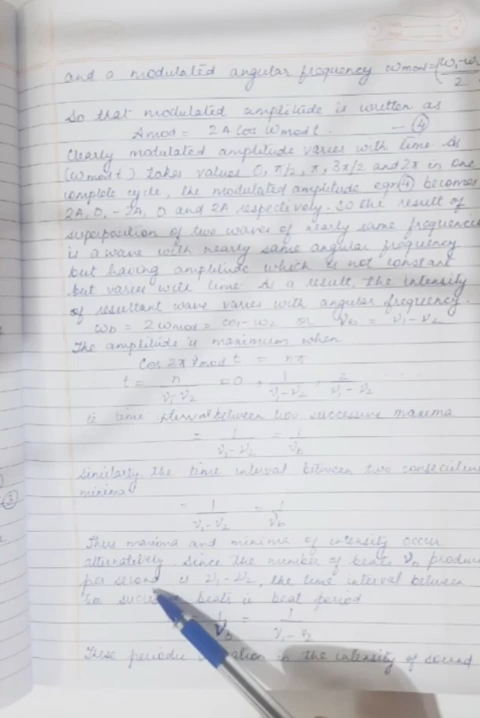 and a modulated angular frequency ωmod = (ω1-ω2)/2
So that modulated amplitude is written as
Amod = 2A cos ωmod t. — (4)
Clearly modulated amplitude varies with time. As
(ωmod t) takes values 0, π/2, π, 3π/2 and 2π in one
complete cycle, the modulated amplitude eqn (4) becomes
2A, 0, -2A, 0 and 2A respectively. So the result of
superposition of two waves of nearly same frequencies
is a wave with nearly same angular frequency
but having amplitude which is not constant
but varies with time. As a result, the intensity
of resultant wave varies with angular frequency.
ωb = 2ωmod = ω1-ω2 or νb = ν1-ν2
The amplitude is maximum when
Cos 2π νmod t = nπ
t = n/(ν1-ν2) = 0, 1/(ν1-ν2), 2/(ν1-ν2)
is time interval between two successive maxima
= 1/(ν1-ν2) = 1/νb
Similarly the time interval between two consecutive
minima
= 1/(ν1-ν2) = 1/νb
Thus maxima and minima of intensity occur
alternatively. Since the number of beats νb produce
per second is ν1-ν2, the time interval between
beats is beat period
νb = 1/(ν1-ν2)
These periodic in the intensity of sound